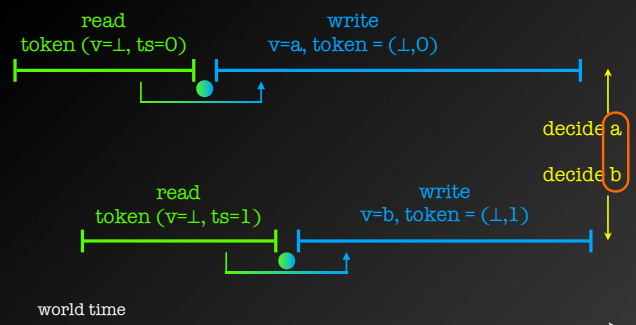 read
token (v=⊥, ts=0)
write
v=a, token = (⊥,0)
decide a
decide b
read
token (v=⊥, ts=1)
write
v=b, token = (⊥,1)
world time